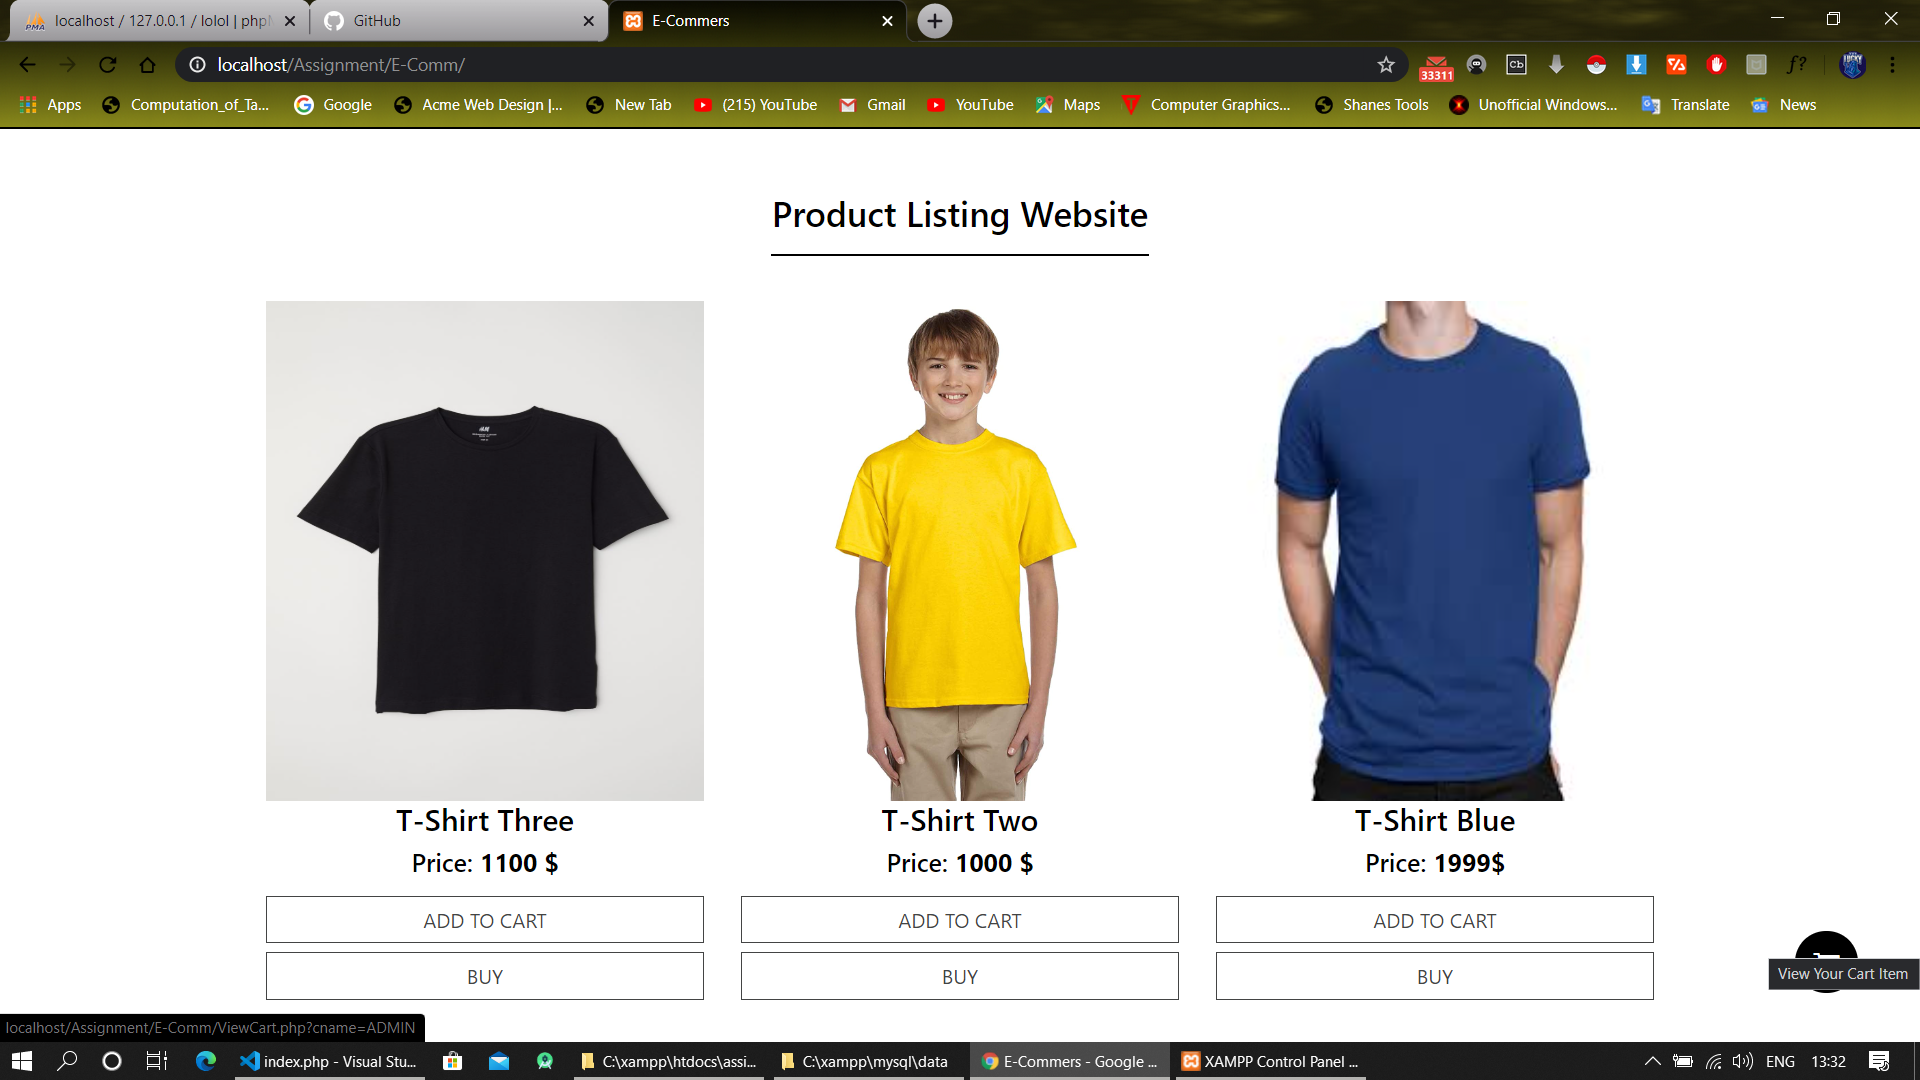 localhost / 127.0.0.1 / lolol | php
GitHub
E-Commers
localhost/Assignment/E-Comm/
33311
Cb
f?
Apps
Computation_of_Ta...
Google
Acme Web Design |...
New Tab
(215) YouTube
Gmail
YouTube
Maps
Computer Graphics...
Shanes Tools
Unofficial Windows...
Translate
News
Product Listing Website
T-Shirt Three
T-Shirt Two
T-Shirt Blue
Price: 1100 $
Price: 1000 $
Price: 1999$
ADD TO CART
ADD TO CART
ADD TO CART
BUY
BUY
BUY
View Your Cart Item
localhost/Assignment/E-Comm/ViewCart.php?cname=ADMIN
index.php - Visual Stu...
C:\xampp\htdocs\assi...
C:\xampp\mysql\data
E-Commers - Google ...
XAMPP Control Panel ...
ENG
13:32